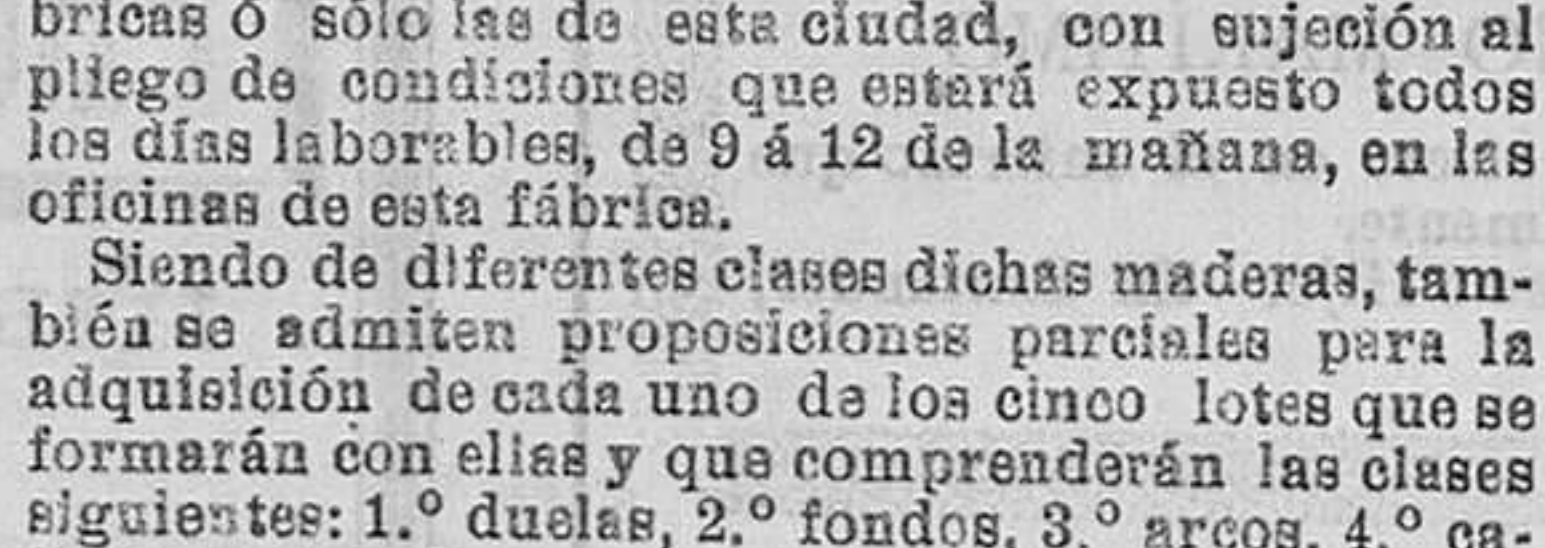 bricas ó sólo las de esta ciudad, con sujeción al
pliego de condiciones que estará expuesto todos
los días laborables, de 9 á 12 de la mañana, en las
oficinas de esta fábrica.
Siendo de diferentes clases dichas maderas, tam-
bién se admiten proposiciones parciales para la
adquisición de cada uno de los cinco lotes que se
formarán con ellas y que comprenderán las clases
siguientes: 1.º duelas, 2.º fondos, 3.º arcos, 4.º ca-